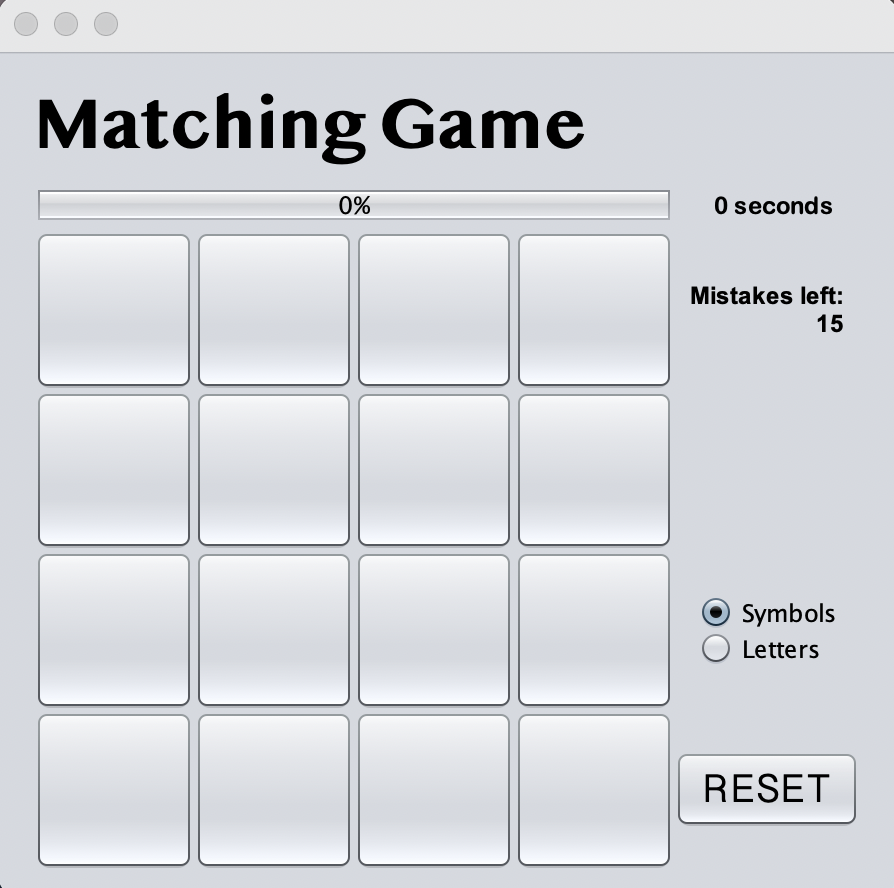 Matching Game
0%
0 seconds
Mistakes left:
15
Symbols
Letters
RESET